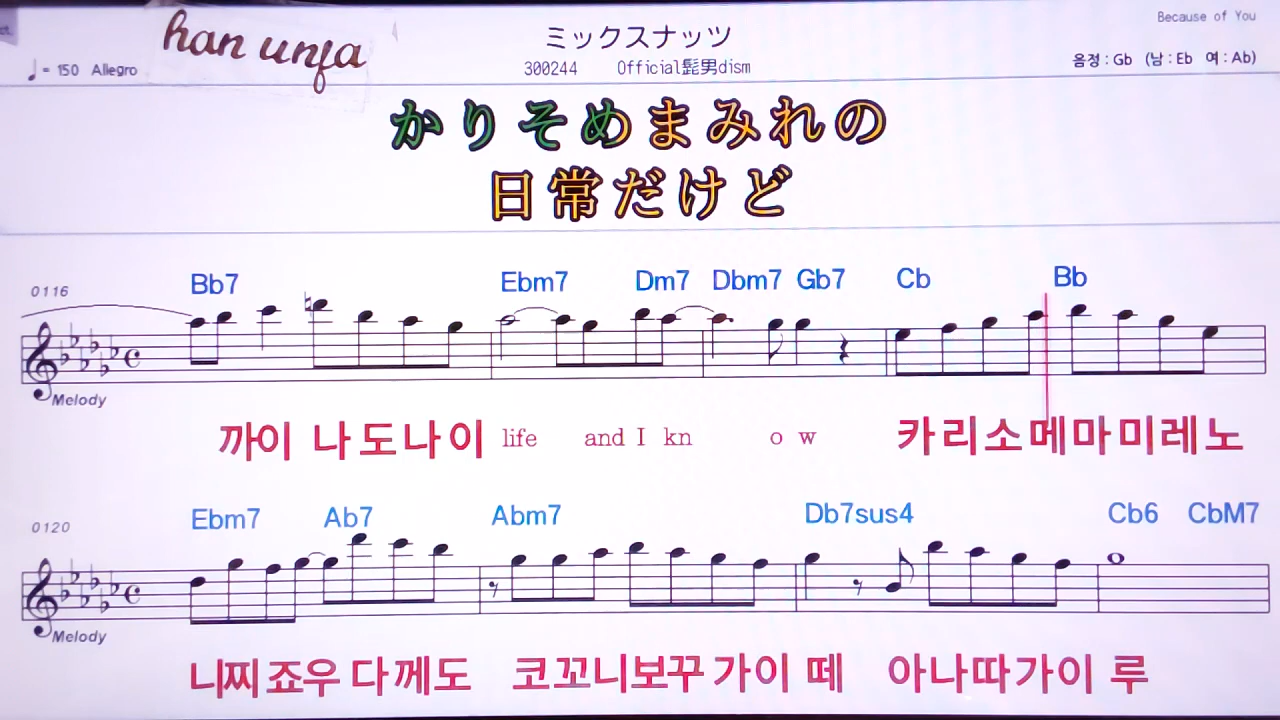 Because of You
han unfa
ミックスナッツ
♩= 150 Allegro
300244 Official髭男dism
음정 : Gb (남 : Eb 여 : Ab)
かりそめまみれの
日常だけど
Bb7 Ebm7 Dm7 Dbm7 Gb7 Cb Bb
0116
Melody
까이 나도나이 life and I kn o w 카리소메마미레노
Ebm7 Ab7 Abm7 Db7sus4 Cb6 CbM7
0120
Melody
니찌죠우 다께도 코꼬니보꾸가이 떼 아나따가이 루